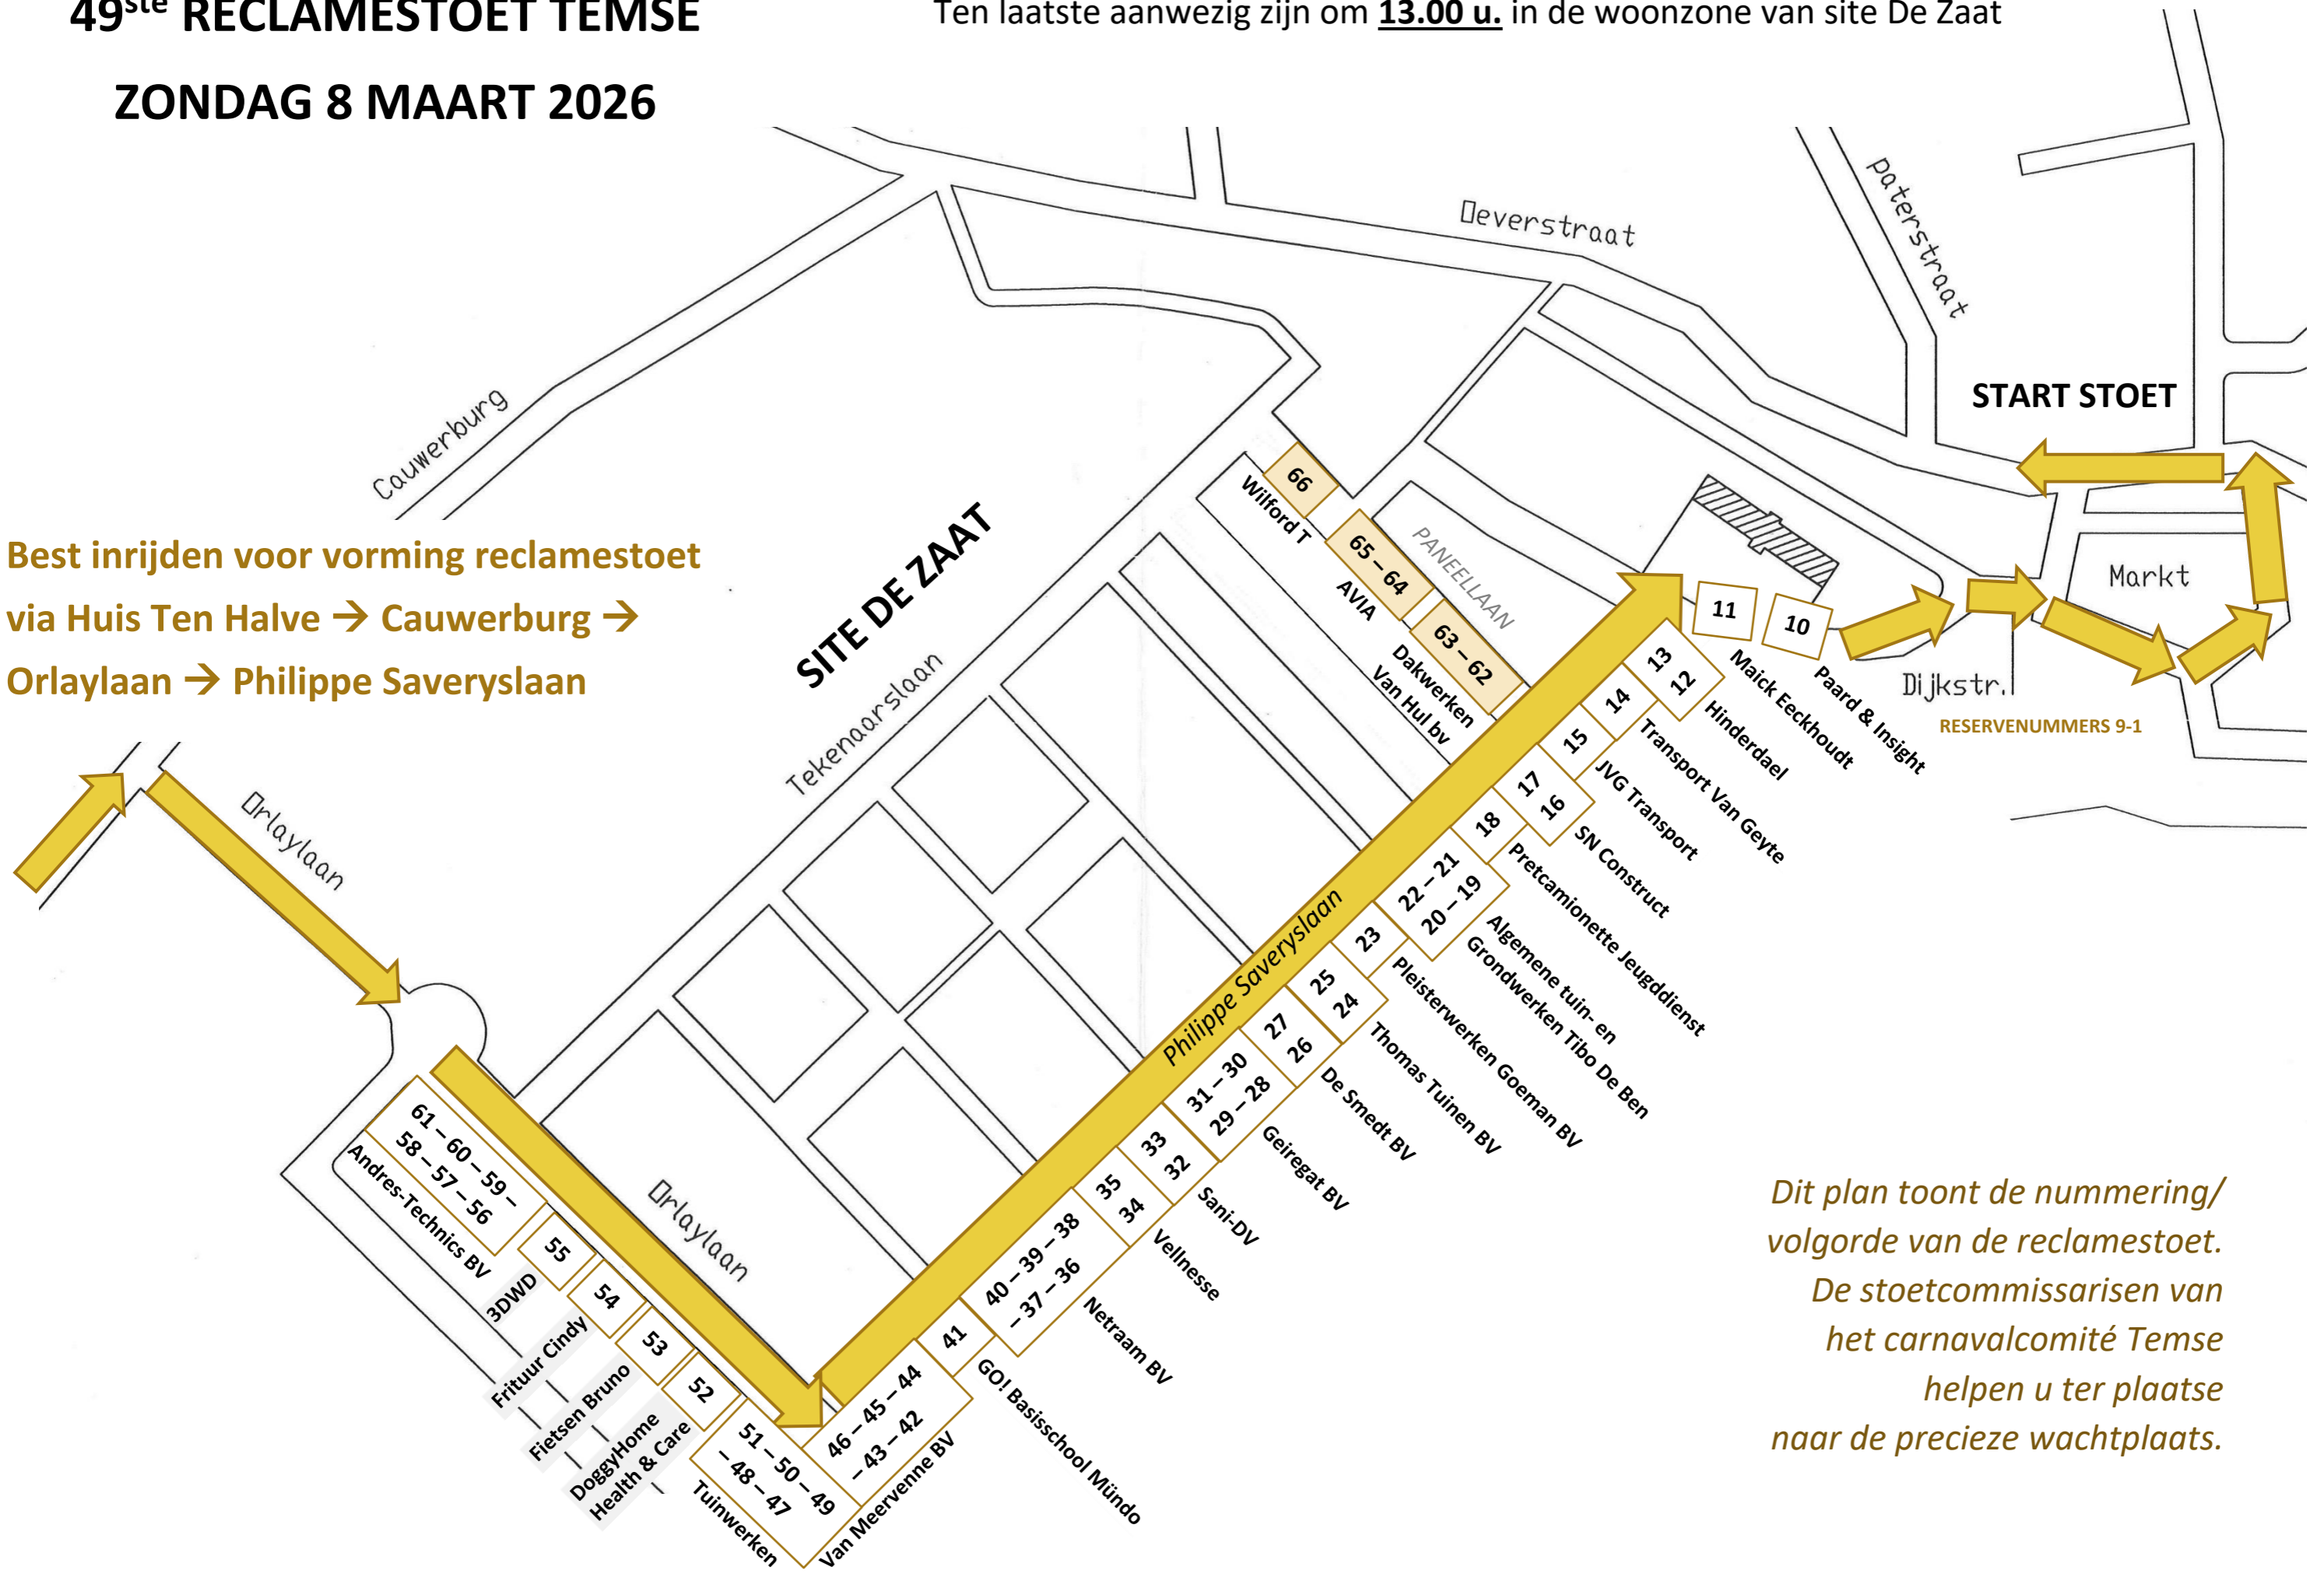 49ste RECLAMESTOET TEMSE
ZONDAG 8 MAART 2026
Ten laatste aanwezig zijn om 13.00 u. in de woonzone van site De Zaat
Oeverstraat
paterstraat
START STOET
Cauwerburg
Markt
Dijkstr.
RESERVENUMMERS 9-1
Best inrijden voor vorming reclamestoet
via Huis Ten Halve → Cauwerburg →
Orlaylaan → Philippe Saveryslaan
SITE DE ZAAT
Tekenaarslaan
PANEELLAAN
66
Wilford T
65 – 64
AVIA
63 – 62
Dakwerken
Van Hul bv
10
Paard & Insight
11
Maick Eeckhoudt
13
12
Hinderdael
14
Transport Van Geyte
15
JVG Transport
17
16
SN Construct
18
Pretcamionette Jeugddienst
22 – 21
20 – 19
Algemene tuin- en
Grondwerken Tibo De Ben
23
Pleisterwerken Goeman BV
25
24
Thomas Tuinen BV
27
26
De Smedt BV
31 – 30
29 – 28
Geiregat BV
33
32
Sani-DV
35
34
Vellnesse
40 – 39 – 38
– 37 – 36
Netraam BV
41
GO! Basisschool Mündo
46 – 45 – 44
– 43 – 42
Van Meervenne BV
51 – 50 – 49
– 48 – 47
Tuinwerken
52
DoggyHome
Health & Care
53
Fietsen Bruno
54
Frituur Cindy
55
3DWD
61 – 60 – 59 –
58 – 57 – 56
Andres-Technics BV
Orlaylaan
Orlaylaan
Philippe Saveryslaan
Dit plan toont de nummering/
volgorde van de reclamestoet.
De stoetcommissarisen van
het carnavalcomité Temse
helpen u ter plaatse
naar de precieze wachtplaats.